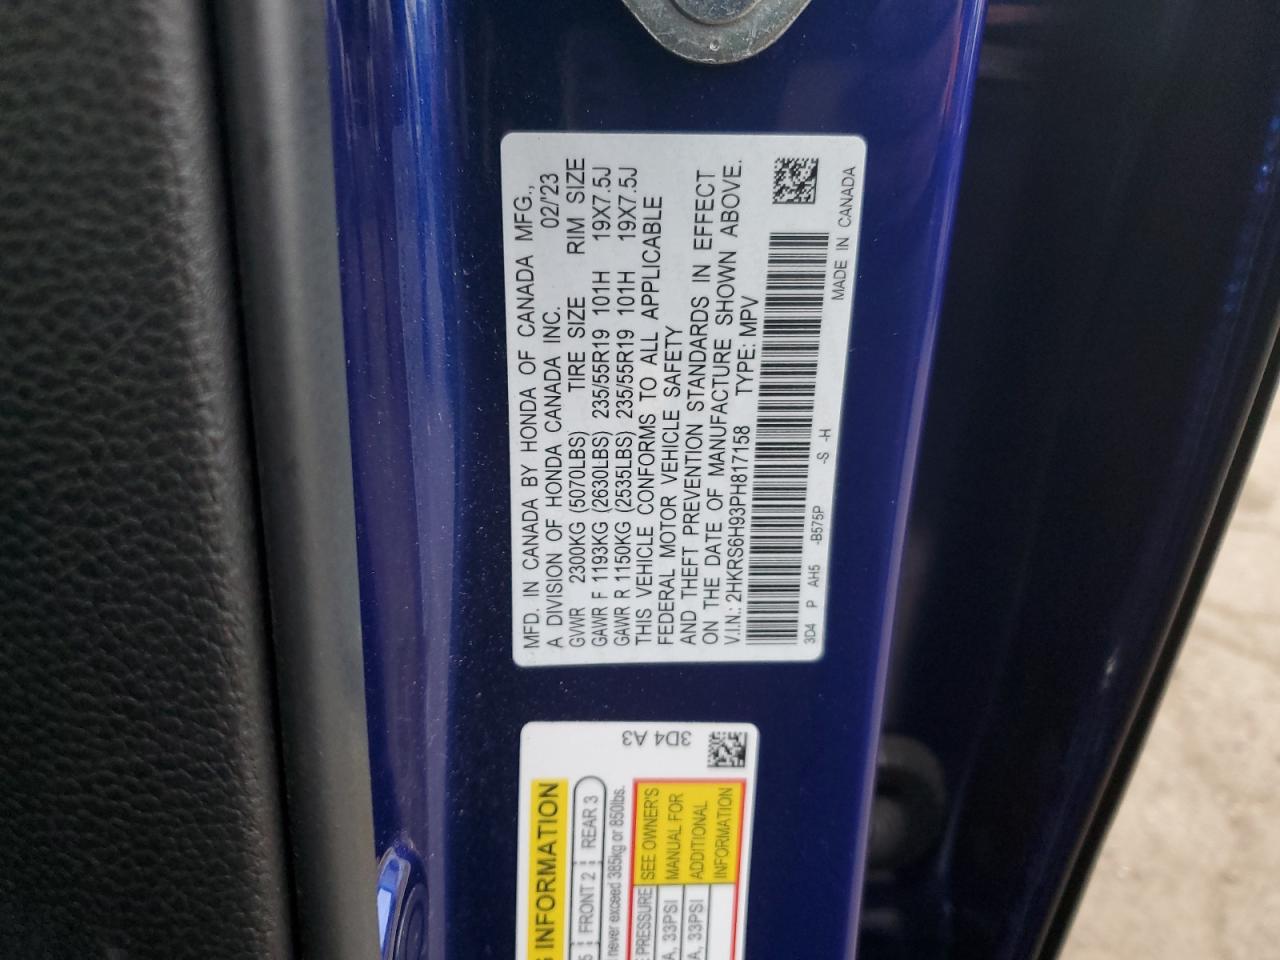 MFD. IN CANADA BY HONDA OF CANADA MFG.,
A DIVISION OF HONDA CANADA INC. 02/'23
GVWR 2300KG (5070LBS) TIRE SIZE RIM SIZE
GAWR F 1193KG (2630LBS) 235/55R19 101H 19X7.5J
GAWR R 1150KG (2535LBS) 235/55R19 101H 19X7.5J
THIS VEHICLE CONFORMS TO ALL APPLICABLE
FEDERAL MOTOR VEHICLE SAFETY
AND THEFT PREVENTION STANDARDS IN EFFECT
ON THE DATE OF MANUFACTURE SHOWN ABOVE.
V.I.N.: 2HKRS6H93PH817158 TYPE: MPV
3D4 P AH5 -B575P -S -H
MADE IN CANADA
3D4 A3
INFORMATION
FRONT 2 REAR 3
never exceed 385kg or 850lbs.
PRESSURE SEE OWNER'S
, 33PSI MANUAL FOR
, 33PSI ADDITIONAL
INFORMATION